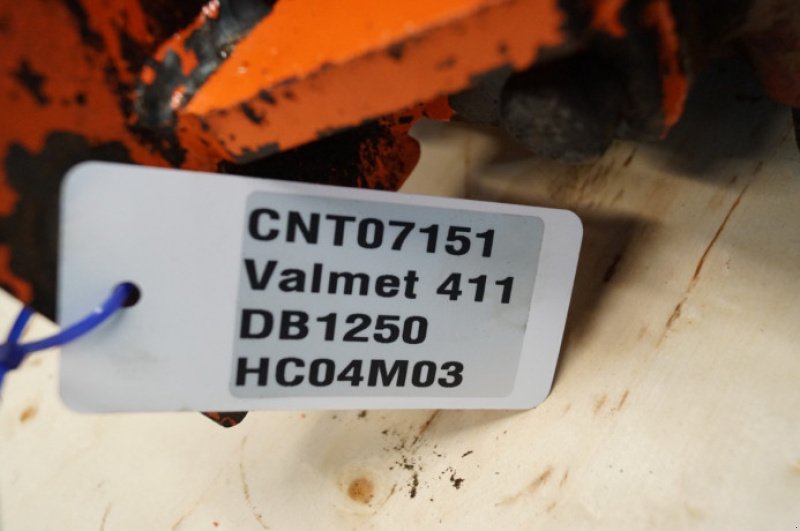 CNT07151
Valmet 411
DB1250
HC04M03